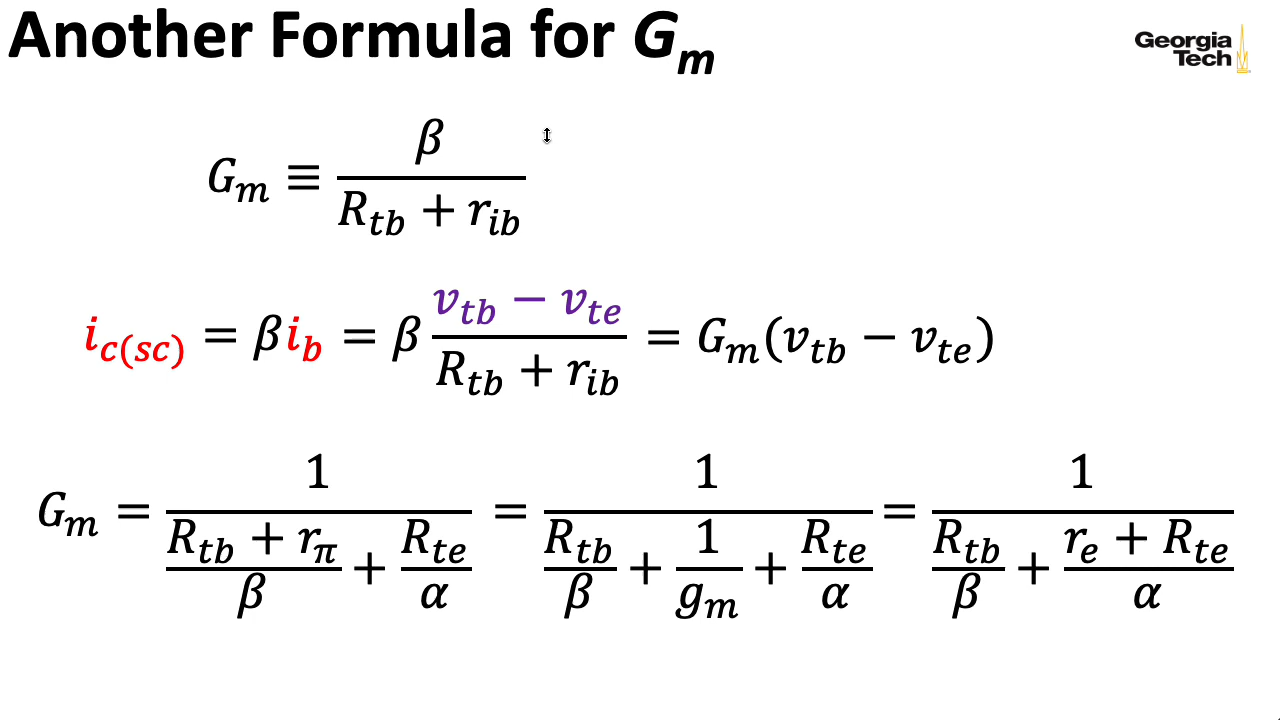 Another Formula for Gₘ
Georgia
Tech
G_m ≡ β / (R_tb + r_ib)
i_c(sc) = βi_b = β (v_tb − v_te) / (R_tb + r_ib) = G_m(v_tb − v_te)
G_m = 1 / ((R_tb + r_π)/β + R_te/α) = 1 / (R_tb/β + 1/g_m + R_te/α) = 1 / (R_tb/β + (r_e + R_te)/α)